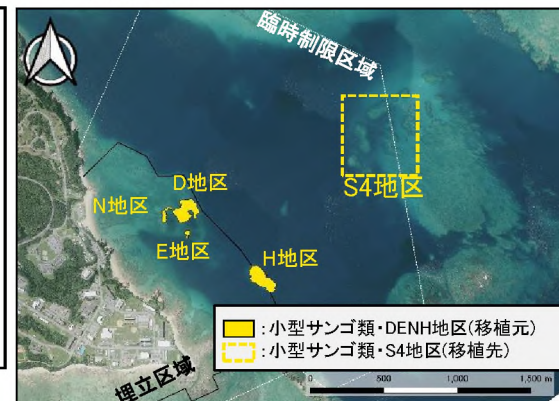 臨時制限区域
S4地区
D地区
N地区
E地区
H地区
:小型サンゴ類・DENH地区(移植元)
:小型サンゴ類・S4地区(移植先)
埋立区域
0 500 1,000 1,500 m